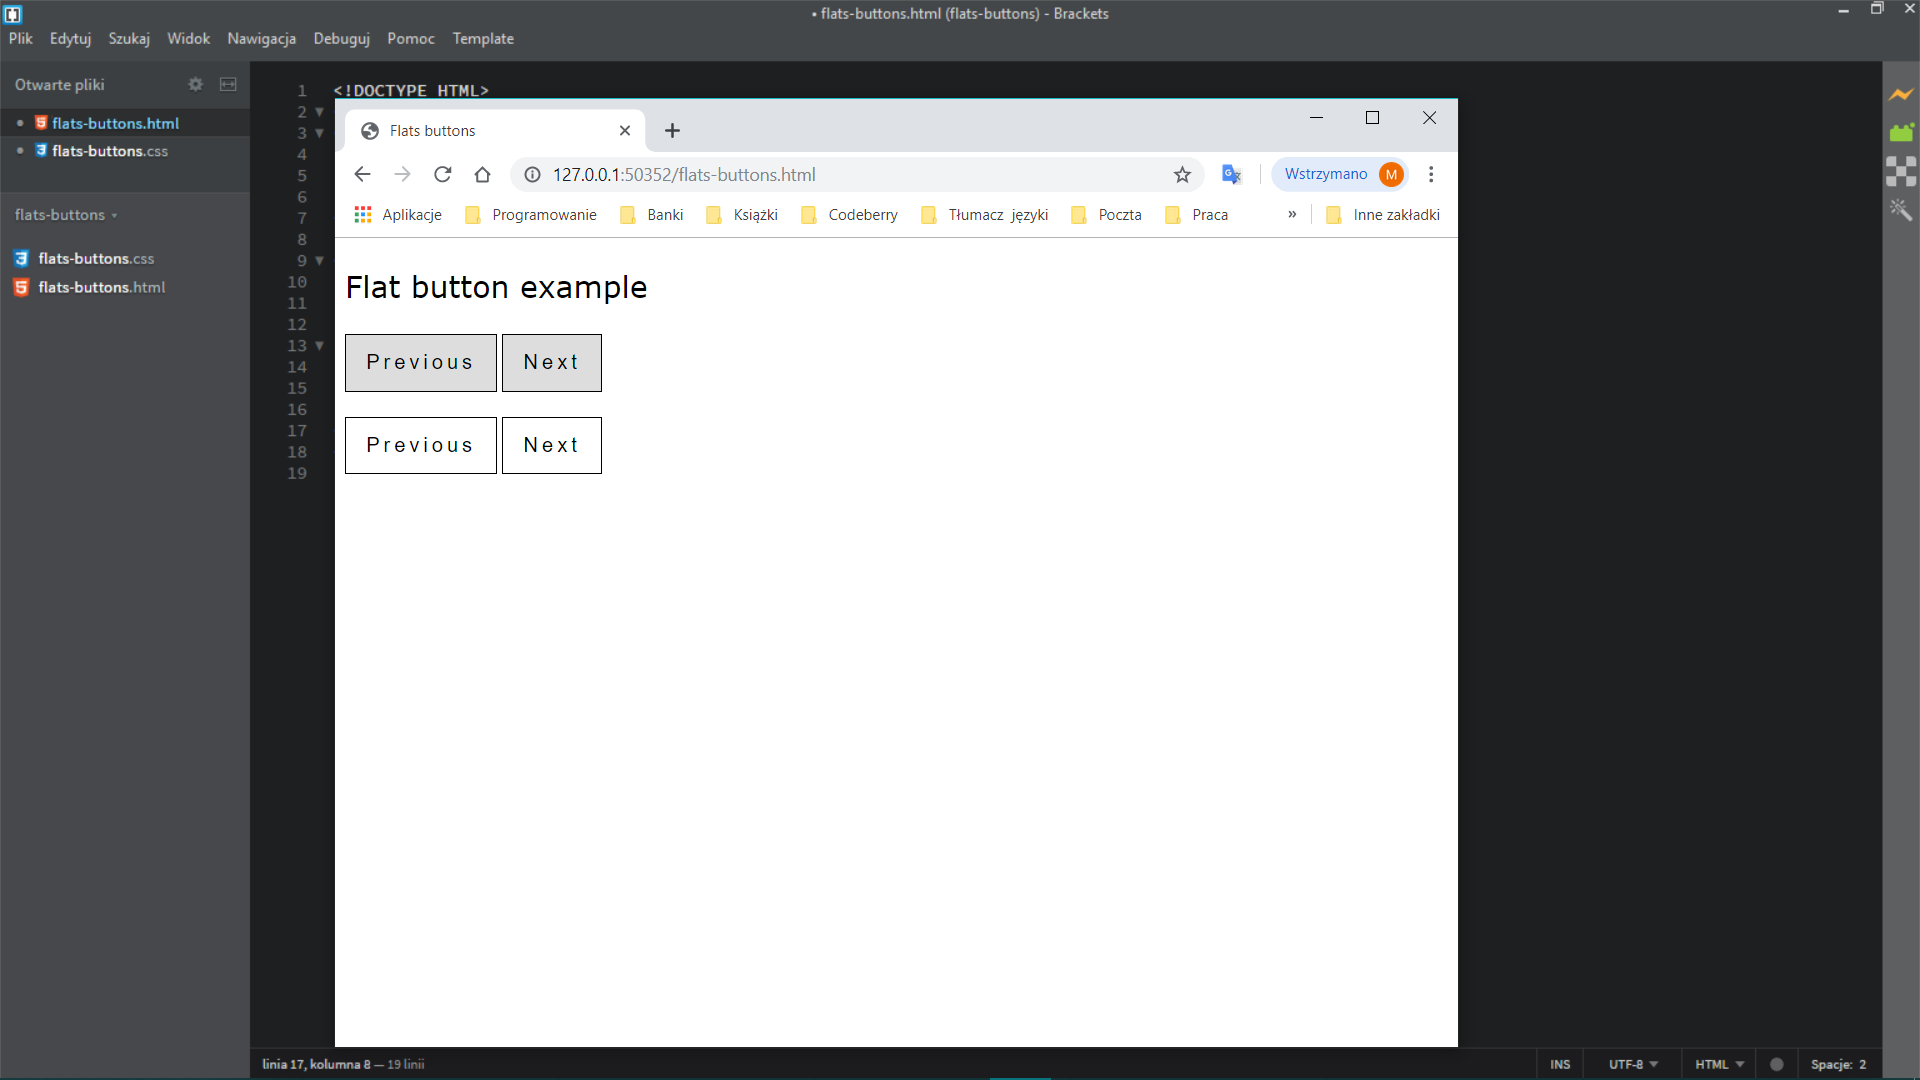 • flats-buttons.html (flats-buttons) - Brackets
Plik Edytuj Szukaj Widok Nawigacja Debuguj Pomoc Template
Otwarte pliki
flats-buttons.html
flats-buttons.css
flats-buttons
flats-buttons.css
flats-buttons.html
1 <!DOCTYPE HTML>
2
3
4
5
6
7
8
9
10
11
12
13
14
15
16
17
18
19
Flats buttons
127.0.0.1:50352/flats-buttons.html
Wstrzymano M
Aplikacje Programowanie Banki Książki Codeberry Tłumacz języki Poczta Praca » Inne zakładki
Flat button example
Previous Next
Previous Next
linia 17, kolumna 8 — 19 linii
INS UTF-8 HTML Spacje: 2